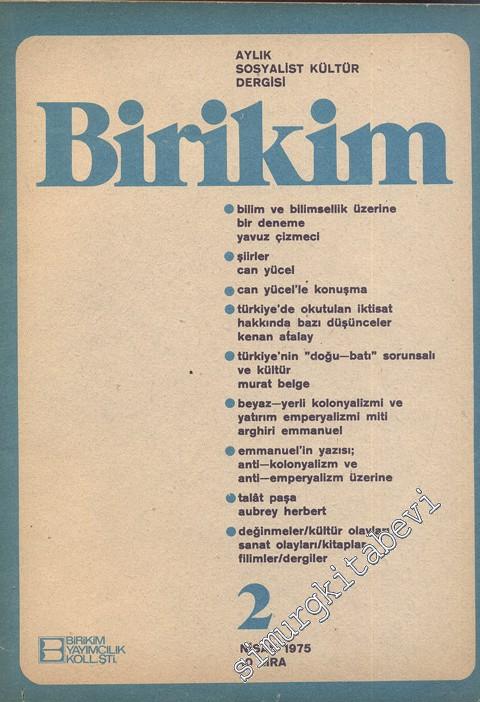 AYLIK
SOSYALİST KÜLTÜR
DERGİSİ
Birikim
bilim ve bilimsellik üzerine
bir deneme
yavuz çizmeci
şiirler
can yücel
can yücel'le konuşma
türkiye'de okutulan iktisat
hakkında bazı düşünceler
kenan atalay
türkiye'nin "doğu—batı" sorunsalı
ve kültür
murat belge
beyaz—yerli kolonyalizmi ve
yatırım emperyalizmi miti
arghiri emmanuel
emmanuel'in yazısı;
anti—kolonyalizm ve
anti—emperyalizm üzerine
talât paşa
aubrey herbert
değinmeler/kültür olayları
sanat olayları/kitaplar
filimler/dergiler
2
NİSAN 1975
LİRA
BİRİKİM
YAYIMCILIK
KOLL.ŞTİ.
simurgkitabevi